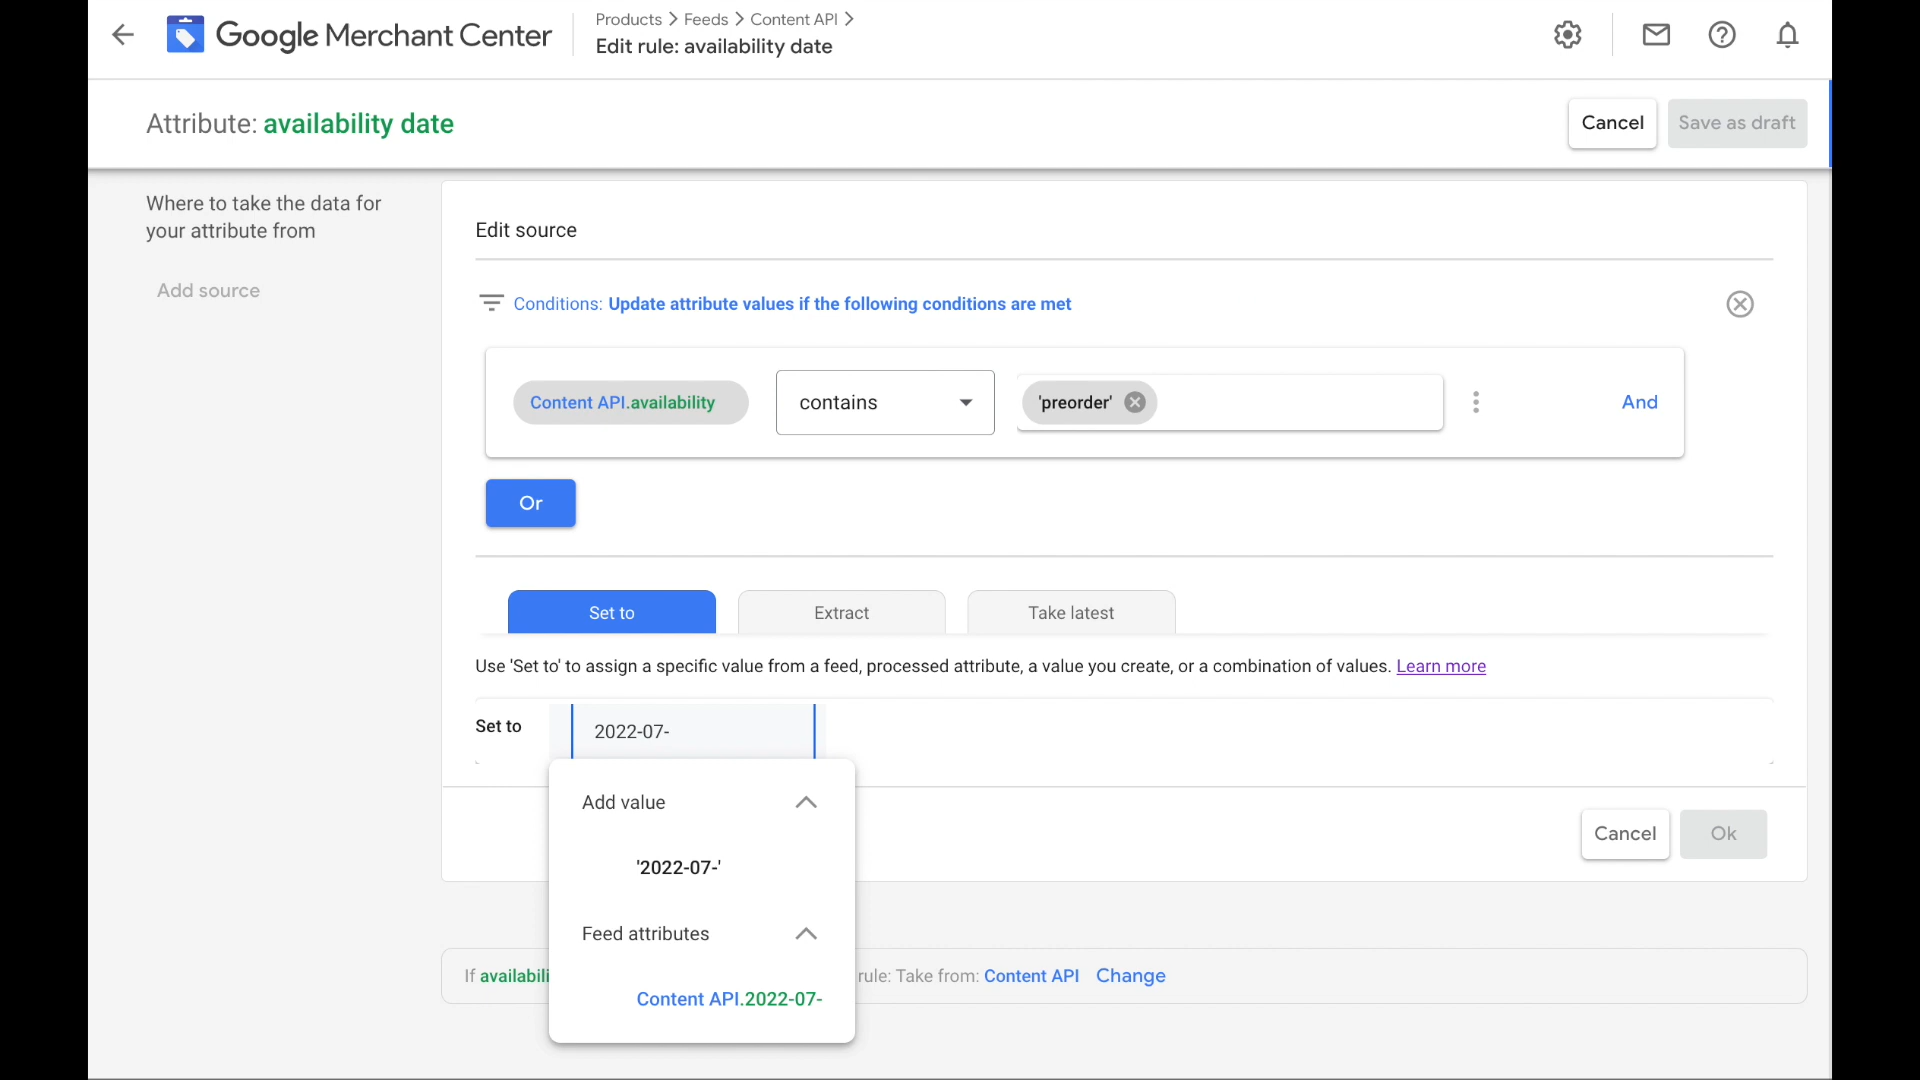 Google Merchant Center
Products > Feeds > Content API >
Edit rule: availability date
Attribute: availability date
Cancel
Save as draft
Where to take the data for
your attribute from
Add source
Edit source
Conditions: Update attribute values if the following conditions are met
Content API.availability
contains
'preorder'
And
Or
Set to
Extract
Take latest
Use 'Set to' to assign a specific value from a feed, processed attribute, a value you create, or a combination of values. Learn more
Set to
2022-07-
Add value
'2022-07-'
Feed attributes
Content API.2022-07-
Cancel
Ok
If availabili
rule: Take from: Content API Change